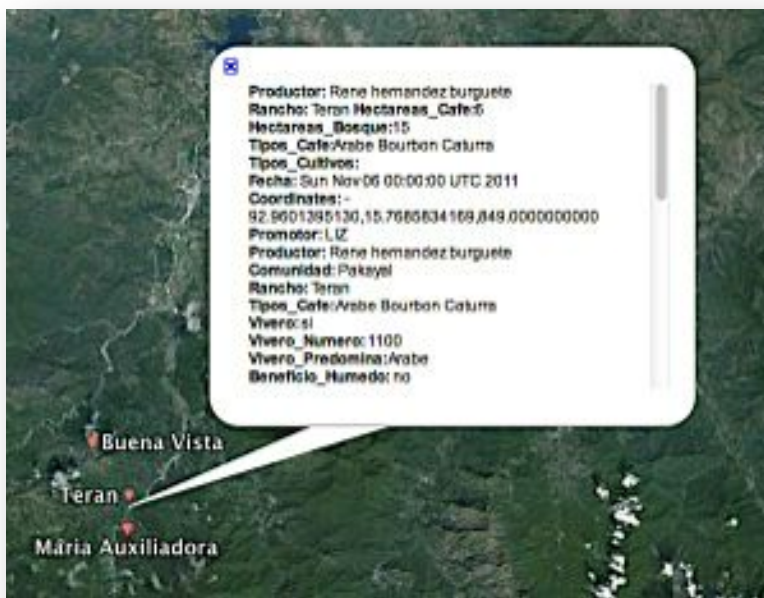 Productor: Rene hernandez burguete
Rancho: Teran Hectareas_Cafe:6
Hectareas_Bosque:15
Tipos_Cafe:Arabe Bourbon Caturra
Tipos_Cultivos:
Fecha: Sun Nov 06 00:00:00 UTC 2011
Coordinates: -
92.9601395130,15.7685834169,849.0000000000
Promotor: LIZ
Productor: Rene hernandez burguete
Comunidad: Pakayal
Rancho: Teran
Tipos_Cafe:Arabe Bourbon Caturra
Vivero:si
Vivero_Numero: 1100
Vivero_Predomina:Arabe
Beneficio_Humedo: no
Buena Vista
Teran
Maria Auxiliadora